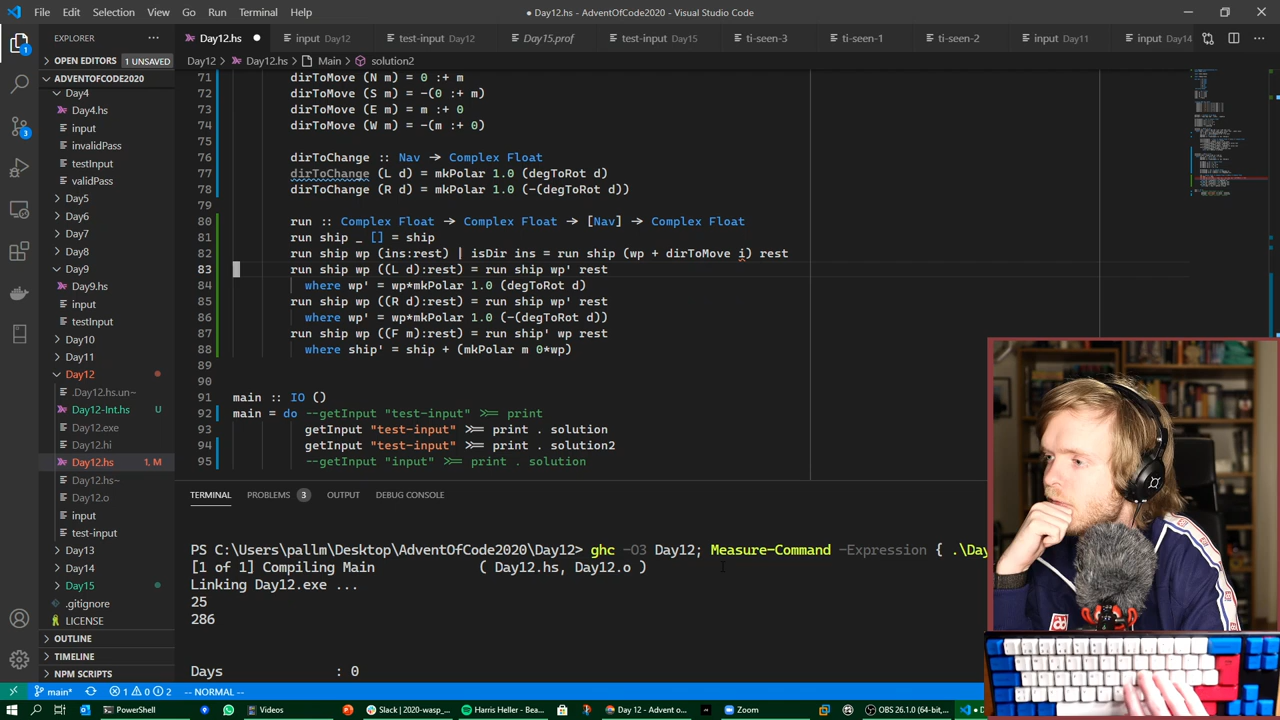 File Edit Selection View Go Run Terminal Help
● Day12.hs - AdventOfCode2020 - Visual Studio Code
EXPLORER ···
Day12.hs ● input Day12 test-input Day12 Day15.prof test-input Day15 ti-seen-3 ti-seen-1 ti-seen-2 input Day11 input Day14
OPEN EDITORS 1 UNSAVED
Day12 > Day12.hs > Main > solution2
ADVENTOFCODE2020
Day4
Day4.hs
input
invalidPass
testInput
validPass
Day5
Day6
Day7
Day8
Day9
Day9.hs
input
testInput
Day10
Day11
Day12
.Day12.hs.un~
Day12-Int.hs U
Day12.exe
Day12.hi
Day12.hs 1, M
Day12.hs~
Day12.o
input
test-input
Day13
Day14
Day15
.gitignore
LICENSE
OUTLINE
TIMELINE
NPM SCRIPTS
71 dirToMove (N m) = 0 :+ m
72 dirToMove (S m) = -(0 :+ m)
73 dirToMove (E m) = m :+ 0
74 dirToMove (W m) = -(m :+ 0)
75
76 dirToChange :: Nav -> Complex Float
77 dirToChange (L d) = mkPolar 1.0 (degToRot d)
78 dirToChange (R d) = mkPolar 1.0 (-(degToRot d))
79
80 run :: Complex Float -> Complex Float -> [Nav] -> Complex Float
81 run ship _ [] = ship
82 run ship wp (ins:rest) | isDir ins = run ship (wp + dirToMove i) rest
83 run ship wp ((L d):rest) = run ship wp' rest
84 where wp' = wp*mkPolar 1.0 (degToRot d)
85 run ship wp ((R d):rest) = run ship wp' rest
86 where wp' = wp*mkPolar 1.0 (-(degToRot d))
87 run ship wp ((F m):rest) = run ship' wp rest
88 where ship' = ship + (mkPolar m 0*wp)
89
90
91 main :: IO ()
92 main = do --getInput "test-input" >>= print
93 getInput "test-input" >>= print . solution
94 getInput "test-input" >>= print . solution2
95 --getInput "input" >>= print . solution
TERMINAL PROBLEMS 3 OUTPUT DEBUG CONSOLE
PS C:\Users\pallm\Desktop\AdventOfCode2020\Day12> ghc -O3 Day12; Measure-Command -Expression { .\Da
[1 of 1] Compiling Main ( Day12.hs, Day12.o )
Linking Day12.exe ...
25
286
Days : 0
main* 1 0 2 -- NORMAL --
PowerShell Videos Slack | 2020-wasp_... Harris Heller - Bea... Day 12 - Advent o... Zoom OBS 26.1.0 (64-bit,...